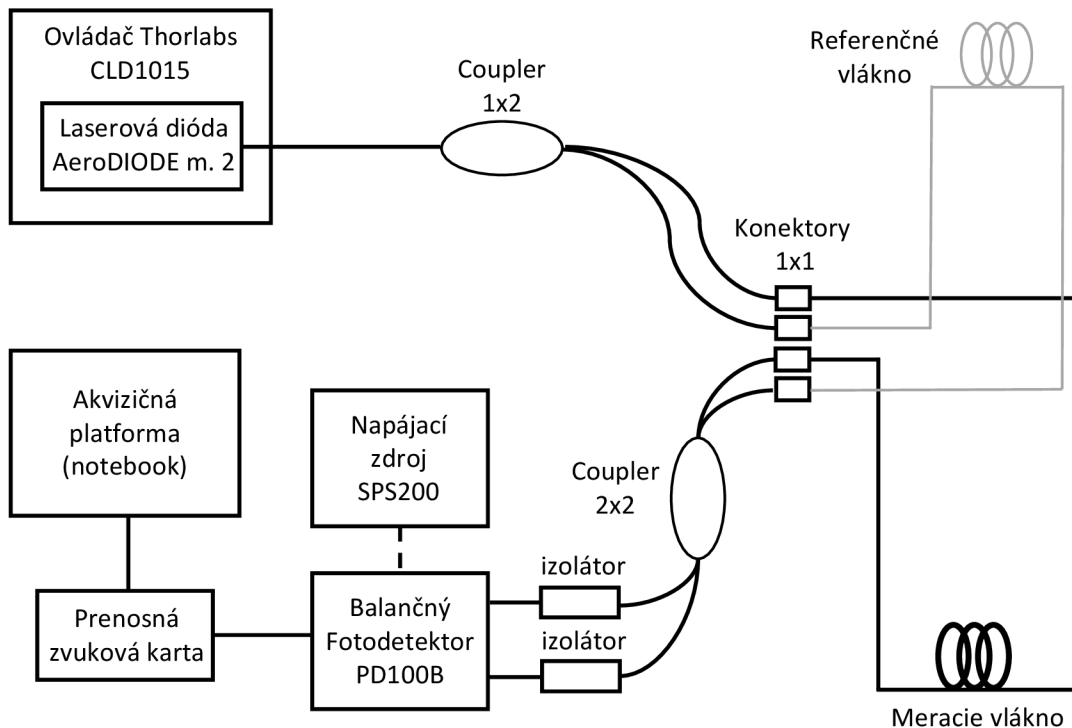 Ovládač Thorlabs
CLD1015
Laserová dióda
AeroDIODE m. 2
Coupler
1x2
Referenčné
vlákno
Konektory
1x1
Akvizičná
platforma
(notebook)
Napájací
zdroj
SPS200
Coupler
2x2
izolátor
Prenosná
zvuková karta
Balančný
Fotodetektor
PD100B
izolátor
Meracie vlákno